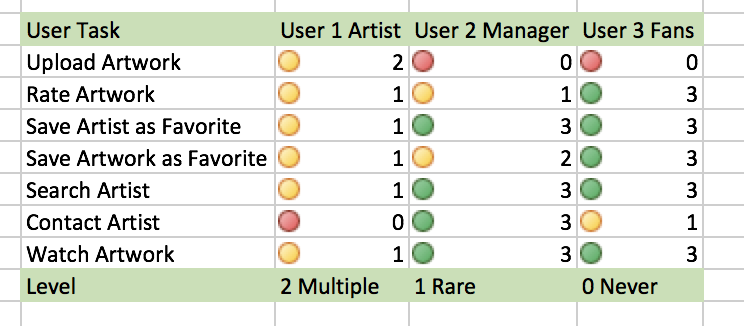 User Task User 1 Artist User 2 Manager User 3 Fans
Upload Artwork 2 0 0
Rate Artwork 1 1 3
Save Artist as Favorite 1 3 3
Save Artwork as Favorite 1 2 3
Search Artist 1 3 3
Contact Artist 0 3 1
Watch Artwork 1 3 3
Level 2 Multiple 1 Rare 0 Never